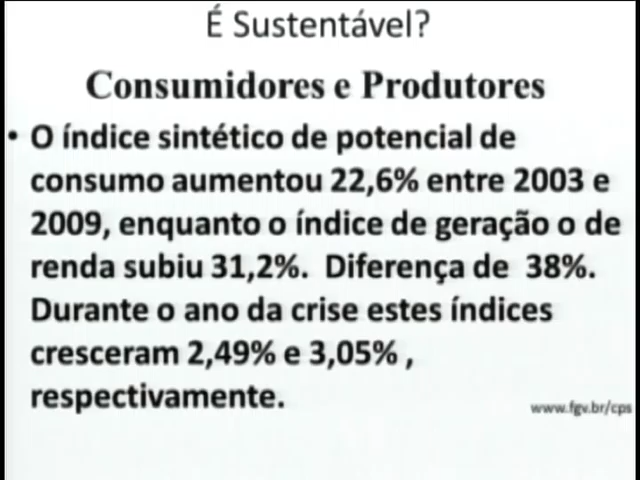 É Sustentável?
Consumidores e Produtores
• O índice sintético de potencial de
consumo aumentou 22,6% entre 2003 e
2009, enquanto o índice de geração o de
renda subiu 31,2%. Diferença de 38%.
Durante o ano da crise estes índices
cresceram 2,49% e 3,05% ,
respectivamente.
www.fgv.br/cps